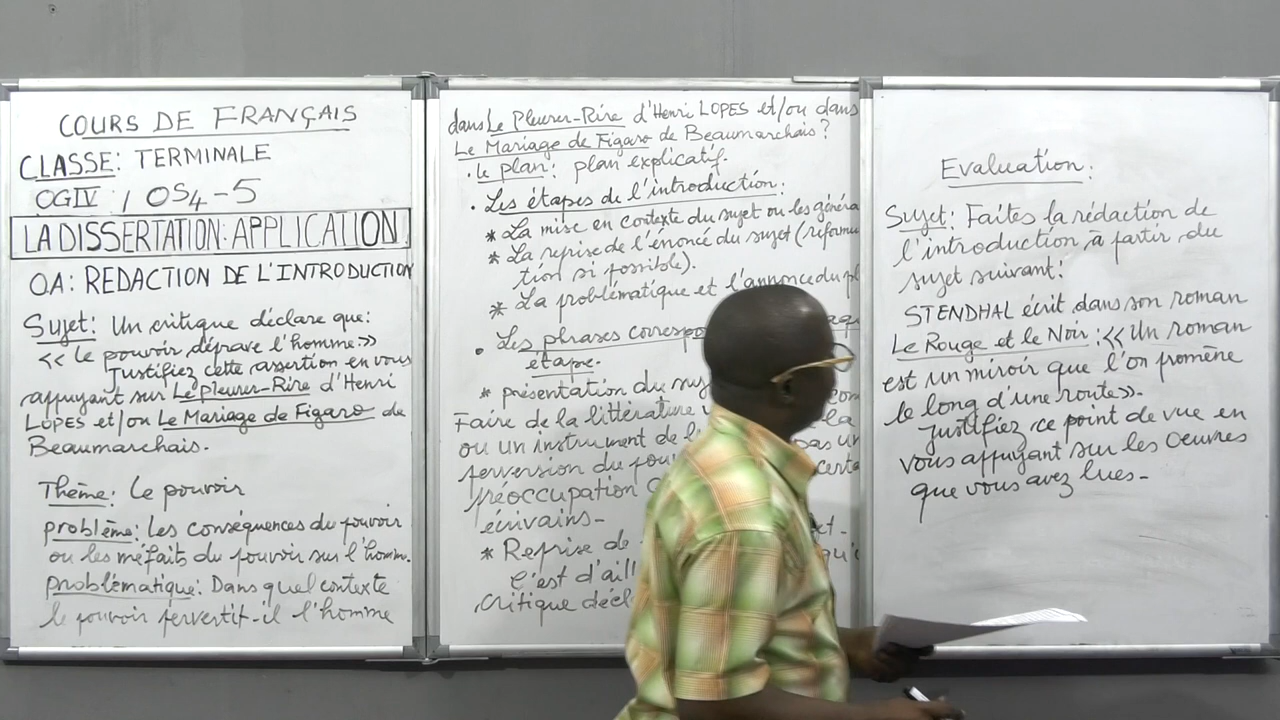 COURS DE FRANÇAIS
CLASSE: TERMINALE
OGIV : / OS4-5
LA DISSERTATION: APPLICATION
OA: REDACTION DE L'INTRODUCTION
Sujet: Un critique déclare que:
<< Le pouvoir déprave l'homme.>>
Justifiez cette assertion en vous
appuyant sur Le Pleurer-Rire d'Henri
LOPES et/ou Le Mariage de Figaro de
Beaumarchais.
Thème: Le pouvoir
problème: Les conséquences du pouvoir
ou les méfaits du pouvoir sur l'homme.
problématique: Dans quel contexte
le pouvoir pervertit-il l'homme
dans Le Pleurer-Rire d'Henri LOPES et/ou dans
Le Mariage de Figaro de Beaumarchais ?
. Le plan: plan explicatif.
. Les étapes de l'introduction:
* La mise en contexte du sujet ou les généra
* La reprise de l'énoncé du sujet (reformu
tion si possible).
* La problématique et l'annonce du pl
. Les phrases corresp
étape.
* présentation du
Faire de la littérature
ou un instrument de
perversion du
préoccupation
écrivains-
* Reprise de
C'est
Critique
Evaluation:
Sujet: Faites la rédaction de
l'introduction à partir du
sujet suivant:
STENDHAL écrit dans son roman
Le Rouge et le Noir: << Un roman
est un miroir que l'on promène
le long d'une route>>.
Justifiez ce point de vue en
vous appuyant sur les Oeuvres
que vous avez lues-